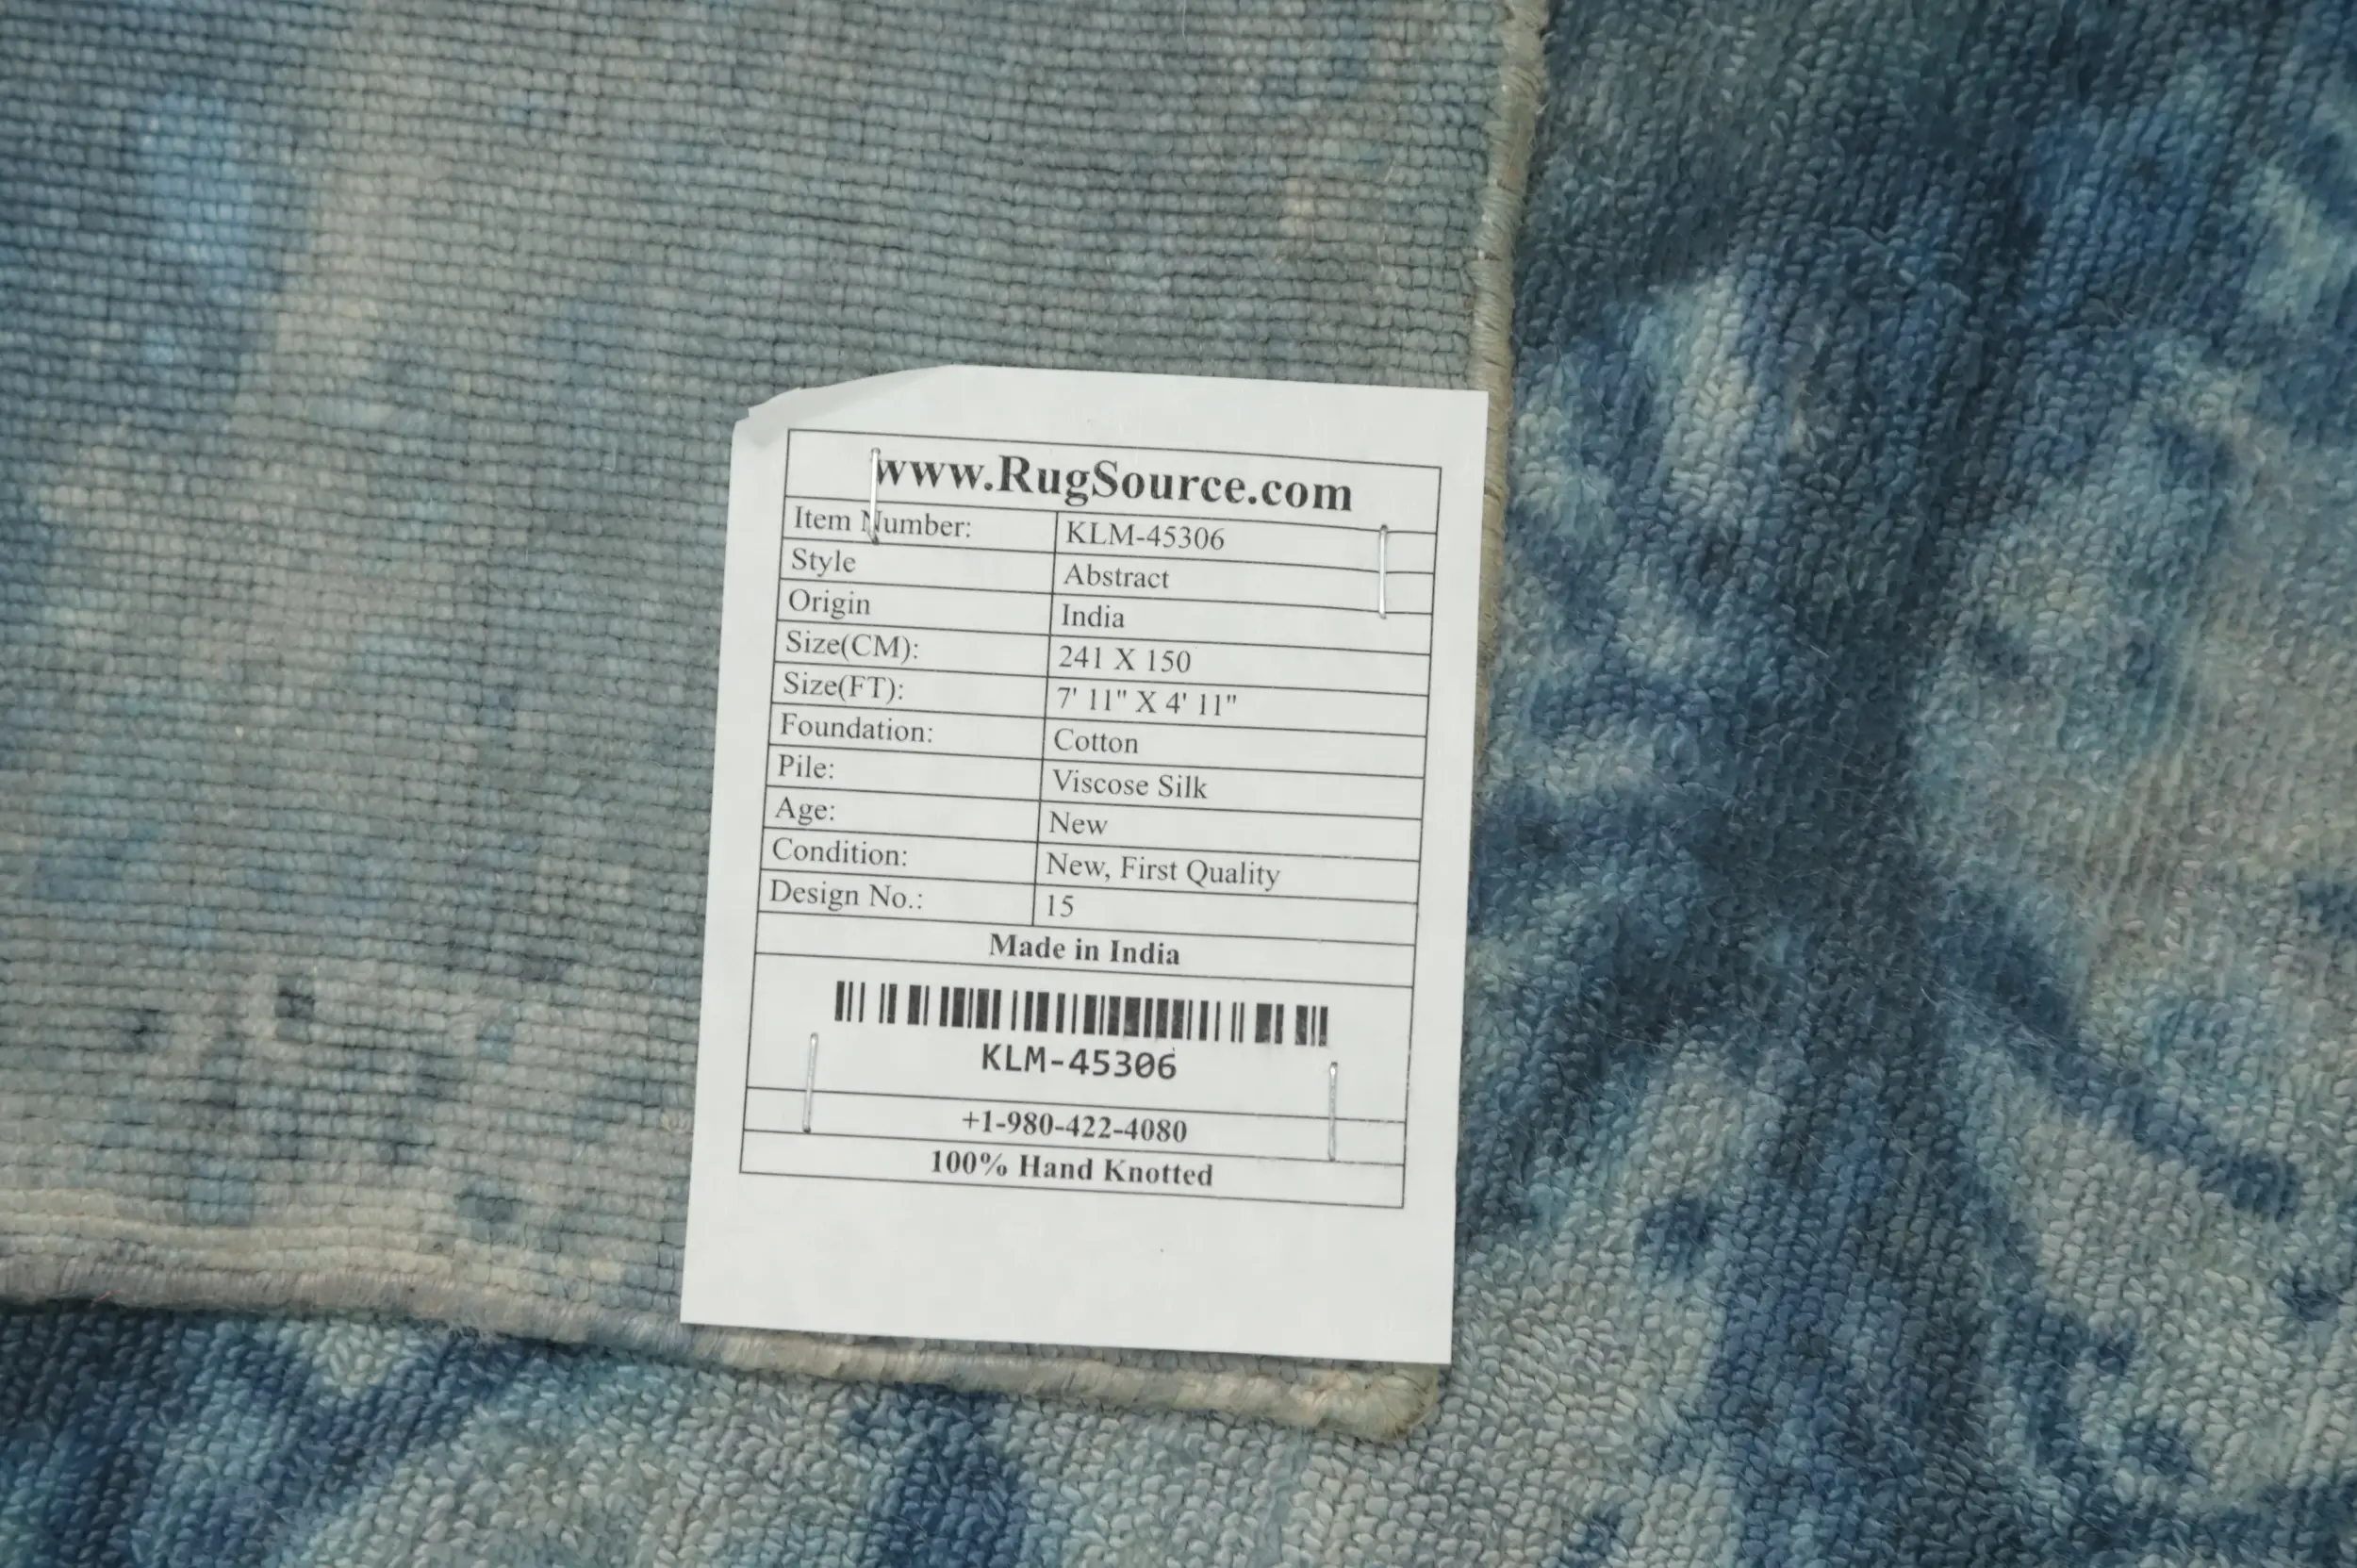 www.RugSource.com
Item Number: KLM-45306
Style Abstract
Origin India
Size(CM): 241 X 150
Size(FT): 7' 11" X 4' 11"
Foundation: Cotton
Pile: Viscose Silk
Age: New
Condition: New, First Quality
Design No.: 15
Made in India
KLM-45306
+1-980-422-4080
100% Hand Knotted